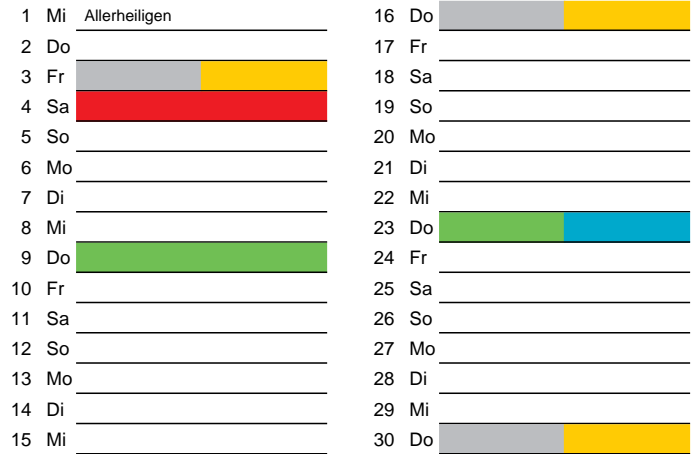 1 Mi Allerheiligen
2 Do
3 Fr
4 Sa
5 So
6 Mo
7 Di
8 Mi
9 Do
10 Fr
11 Sa
12 So
13 Mo
14 Di
15 Mi
16 Do
17 Fr
18 Sa
19 So
20 Mo
21 Di
22 Mi
23 Do
24 Fr
25 Sa
26 So
27 Mo
28 Di
29 Mi
30 Do